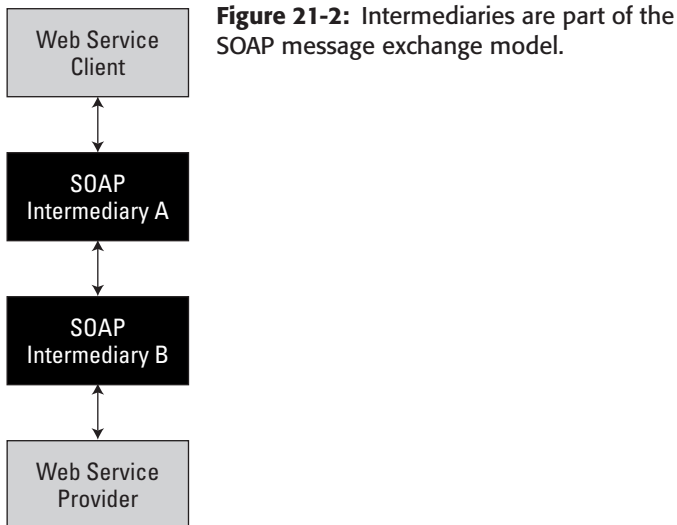 Figure 21-2: Intermediaries are part of the
SOAP message exchange model.
Web Service
Client
SOAP
Intermediary A
SOAP
Intermediary B
Web Service
Provider